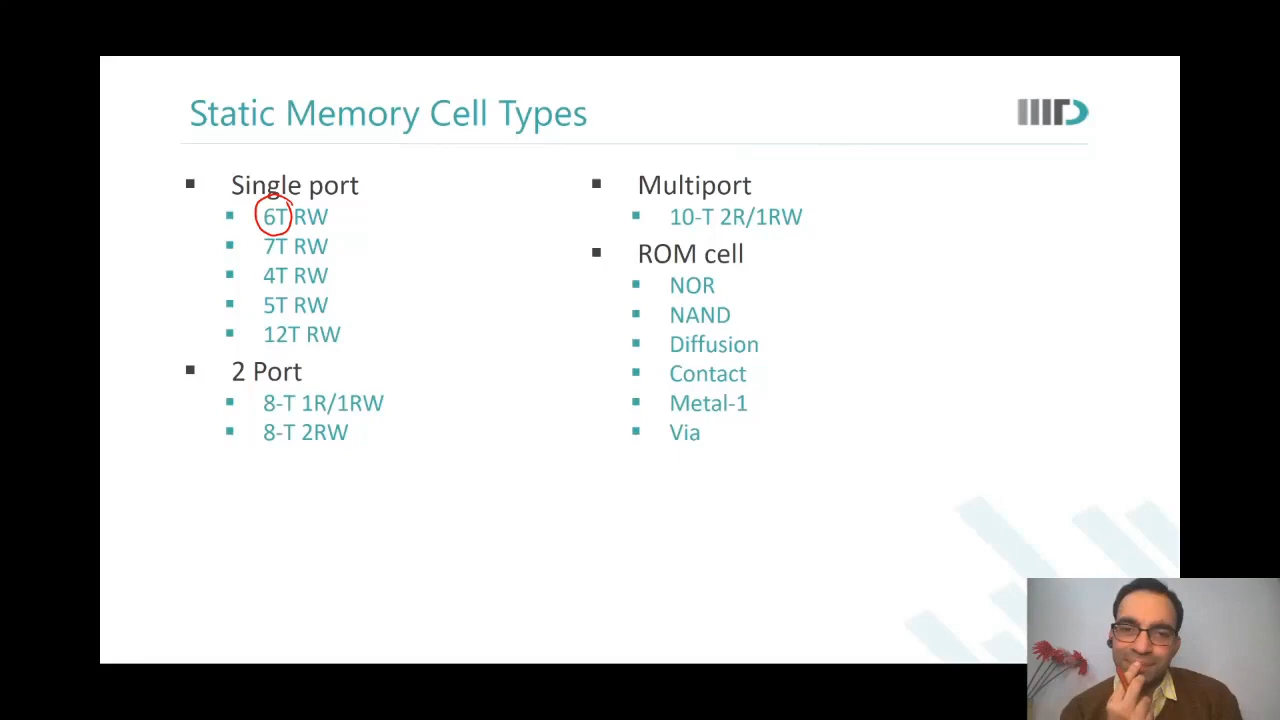 Static Memory Cell Types
IIITD
Single port
6T RW
7T RW
4T RW
5T RW
12T RW
2 Port
8-T 1R/1RW
8-T 2RW
Multiport
10-T 2R/1RW
ROM cell
NOR
NAND
Diffusion
Contact
Metal-1
Via